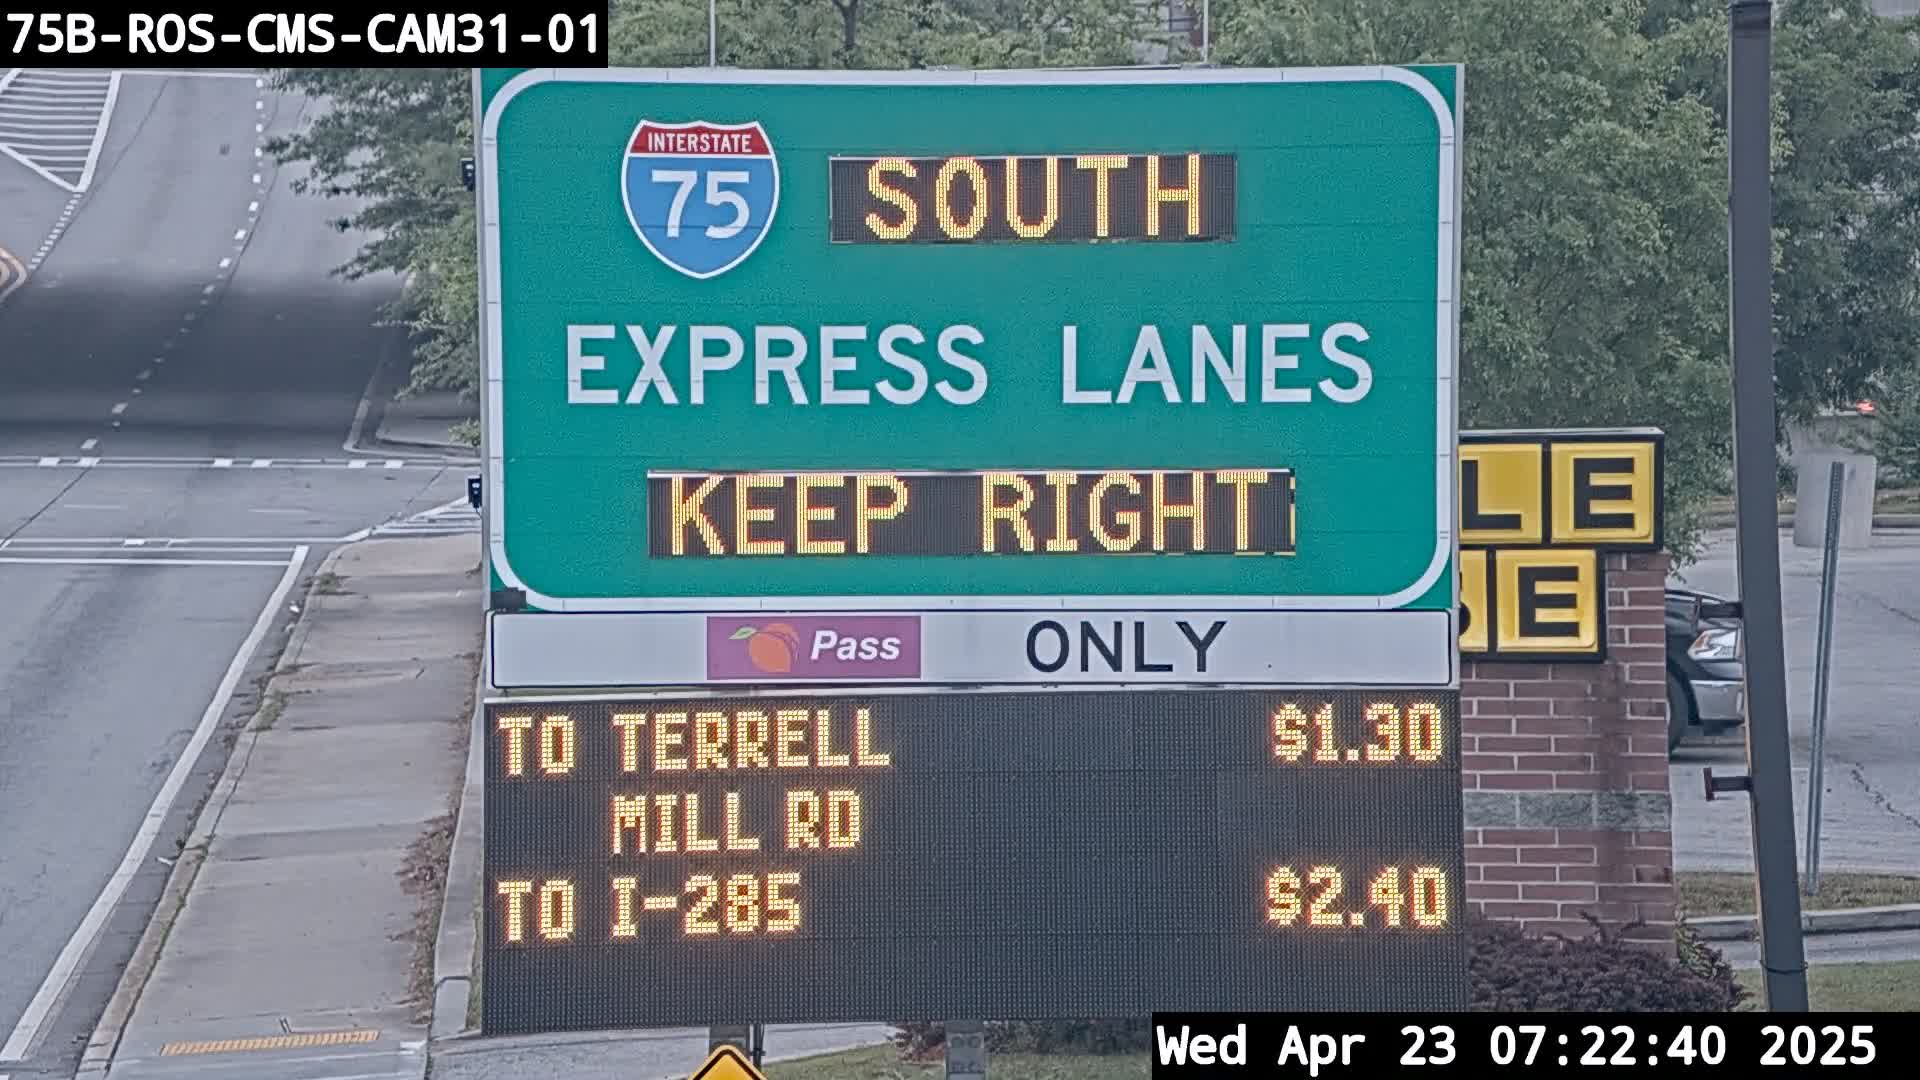 75B-ROS-CMS-CAM31-01
INTERSTATE
75
SOUTH
EXPRESS LANES
KEEP RIGHT
Pass ONLY
TO TERRELL $1.30
MILL RD
TO I-285 $2.40
LE
E
Wed Apr 23 07:22:40 2025